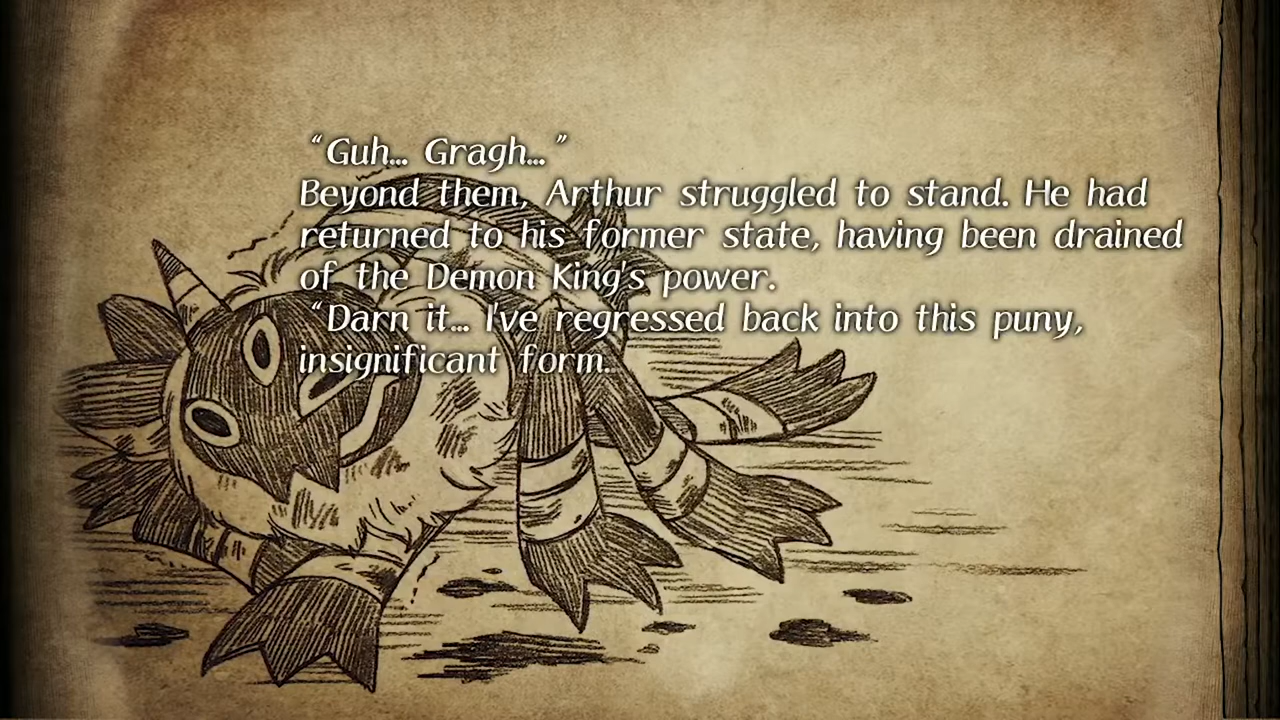 “Guh... Gragh...”
Beyond them, Arthur struggled to stand. He had
returned to his former state, having been drained
of the Demon King's power.
“Darn it... I've regressed back into this puny,
insignificant form..